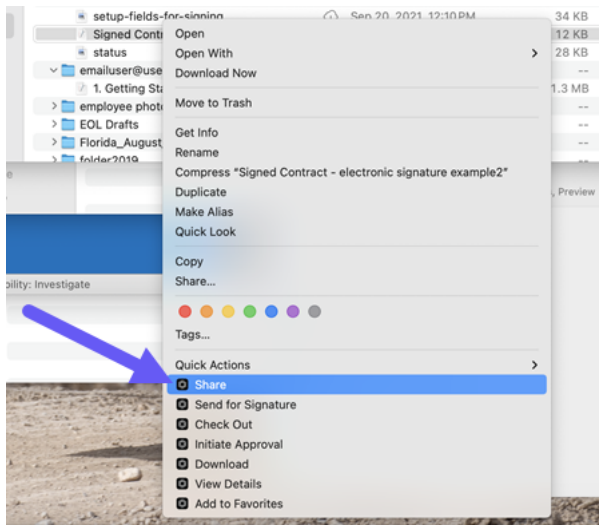 setup-fields-for-signing Sep 20, 2021, 12:10 PM 34 KB
Signed Contr 12 KB
status 28 KB
emailuser@use --
1. Getting Sta 1.3 MB
employee photo --
EOL Drafts --
Florida_August, --
folder2019 --
Open
Open With
Download Now
Move to Trash
Get Info
Rename
Compress “Signed Contract - electronic signature example2”
Duplicate
Make Alias
Quick Look
, Preview
Copy
Share...
bility: Investigate
Tags...
Quick Actions
Share
Send for Signature
Check Out
Initiate Approval
Download
View Details
Add to Favorites